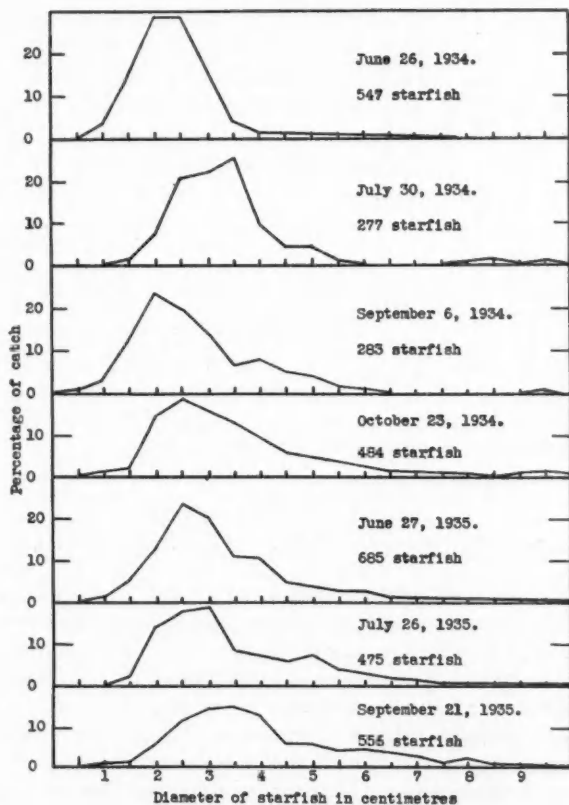 20
10
0
June 26, 1934.
547 starfish
20
10
0
July 30, 1934.
277 starfish
20
10
0
September 6, 1934.
283 starfish
10
0
October 23, 1934.
484 starfish
20
10
0
June 27, 1935.
685 starfish
10
0
July 26, 1935.
475 starfish
10
0
September 21, 1935.
556 starfish
Percentage of catch
1 2 3 4 5 6 7 8 9
Diameter of starfish in centimetres